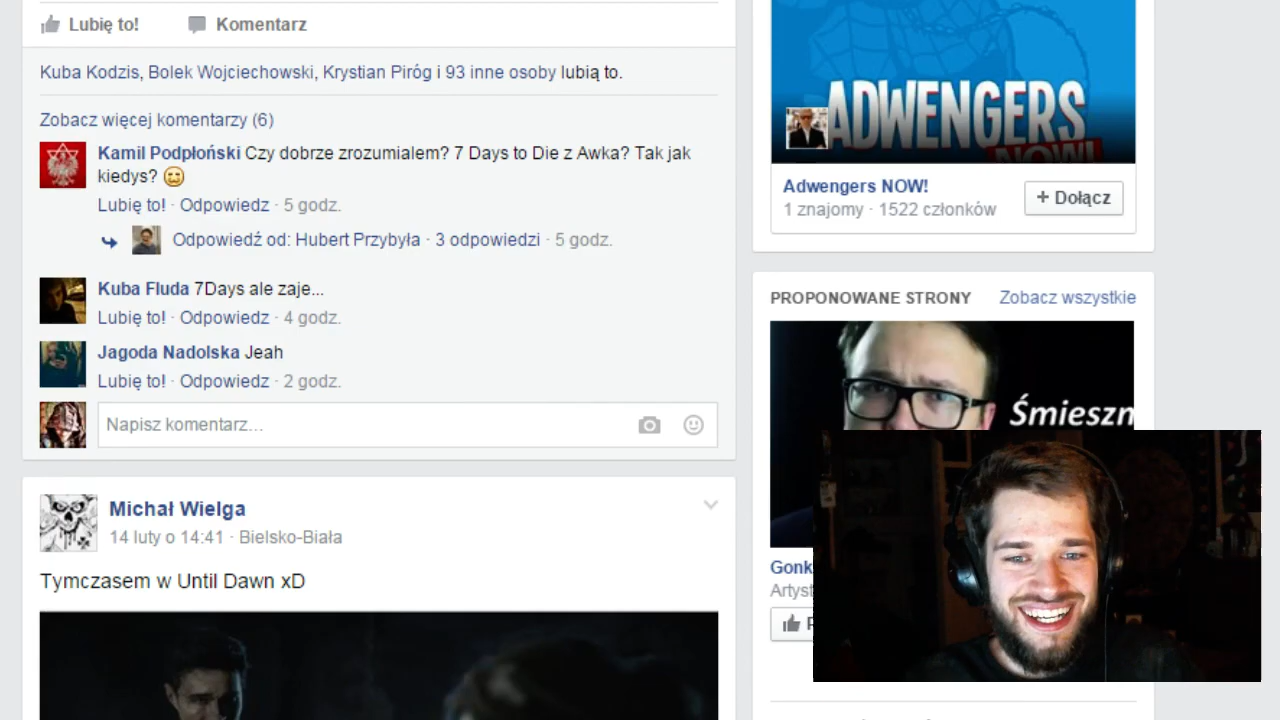 Lubię to! Komentarz
Kuba Kodzis, Bolek Wojciechowski, Krystian Piróg i 93 inne osoby lubią to.
Zobacz więcej komentarzy (6)
Kamil Podpłoński Czy dobrze zrozumialem? 7 Days to Die z Awka? Tak jak
kiedys?
Lubię to! · Odpowiedz · 5 godz.
Odpowiedź od: Hubert Przybyła · 3 odpowiedzi · 5 godz.
Kuba Fluda 7Days ale zaje...
Lubię to! · Odpowiedz · 4 godz.
Jagoda Nadolska Jeah
Lubię to! · Odpowiedz · 2 godz.
Napisz komentarz...
Michał Wielga
14 luty o 14:41 · Bielsko-Biała
Tymczasem w Until Dawn xD
ADWENGERS
NOW!
Adwengers NOW!
1 znajomy · 1522 członków
+ Dołącz
PROPONOWANE STRONY Zobacz wszystkie
Śmieszn
Gonk
Artyst